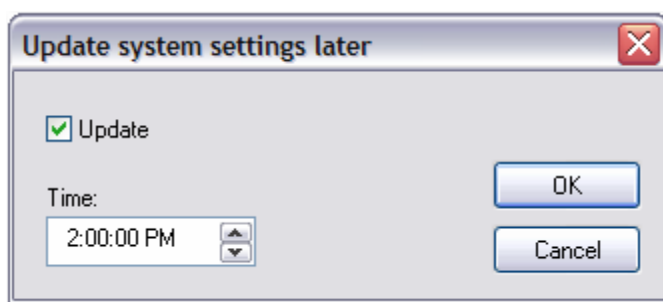 Update system settings later
Update
Time:
2:00:00 PM
OK
Cancel